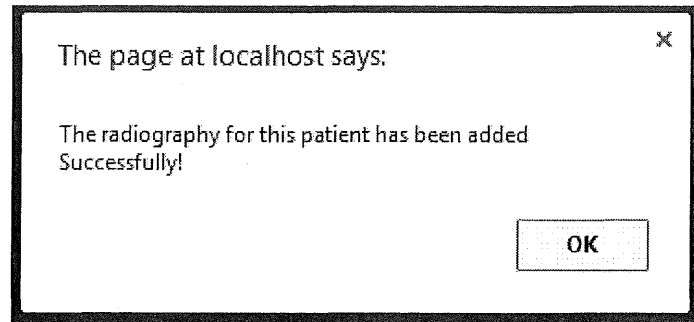 The page at localhost says:
The radiography for this patient has been added
Successfully!
OK